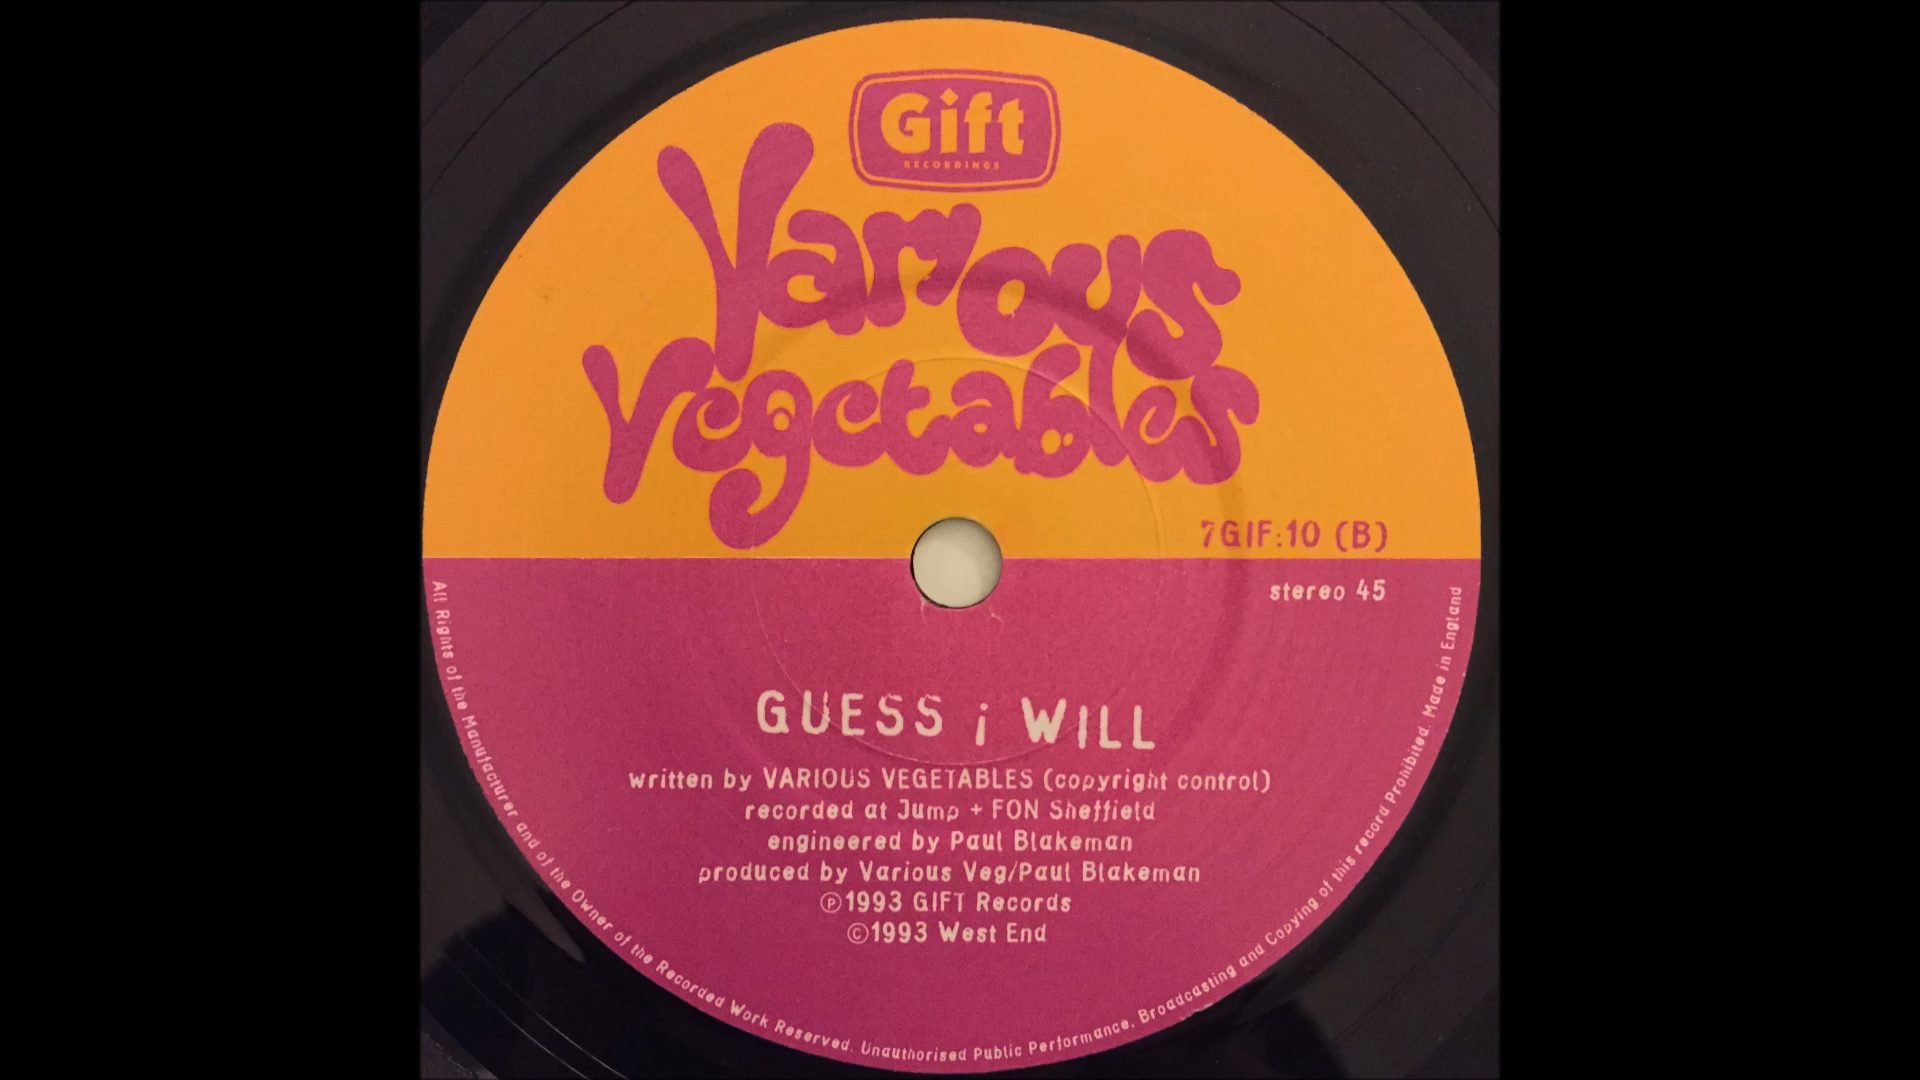 Gift
RECORDINGS
Various
Vegetables
7GIF:10 (B)
stereo 45
GUESS i WILL
written by VARIOUS VEGETABLES (copyright control)
recorded at Jump + FON Sheffield
engineered by Paul Blakeman
produced by Various Veg/Paul Blakeman
℗1993 GIFT Records
©1993 West End
All Rights of the Manufacturer and of the Owner of the Recorded Work Reserved. Unauthorised Public Performance, Broadcasting and Copying of this record Prohibited. Made in England